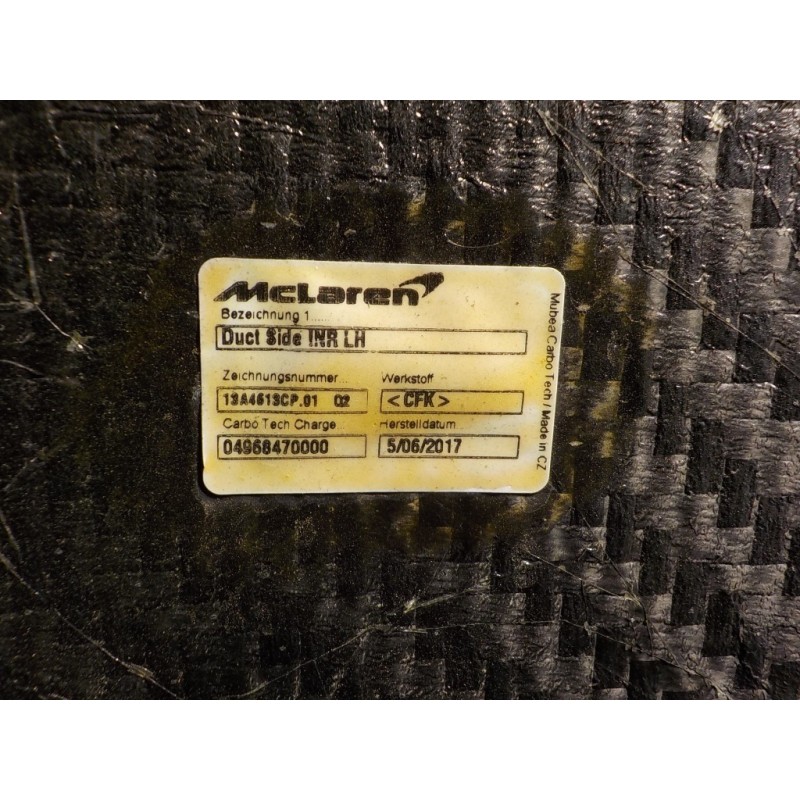 McLaren
Bezeichnung 1......
Duct Side INR LH
Zeichnungsnummer... Werkstoff
13A4613CP.01 02 <CFK>
Carbo Tech Charge... Herstelldatum
04968470000 5/06/2017
Mubea Carbo Tech / Made in CZ